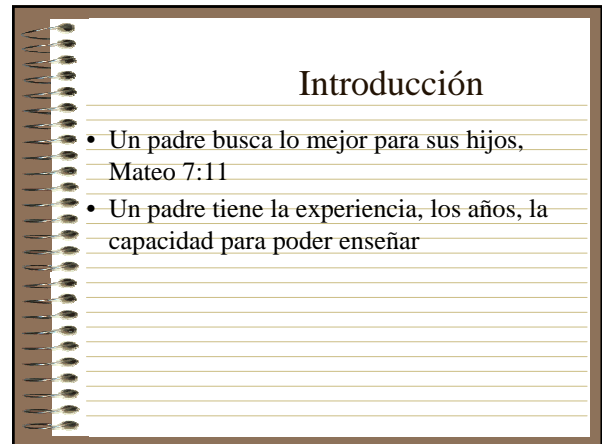 Introducción
• Un padre busca lo mejor para sus hijos,
Mateo 7:11
• Un padre tiene la experiencia, los años, la
capacidad para poder enseñar